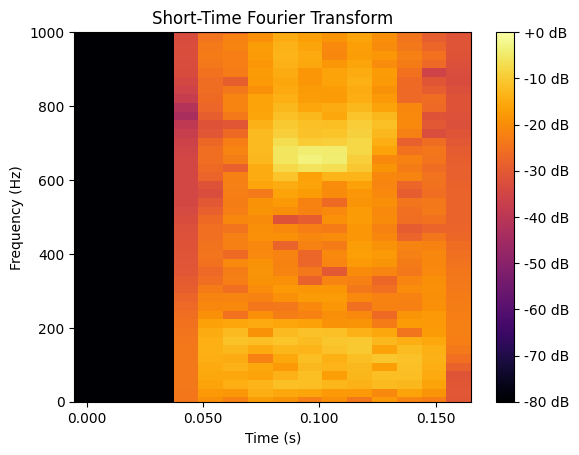 Short-Time Fourier Transform
1000
800
600
400
200
0
Frequency (Hz)
0.000
0.050
0.100
0.150
Time (s)
+0 dB
-10 dB
-20 dB
-30 dB
-40 dB
-50 dB
-60 dB
-70 dB
-80 dB